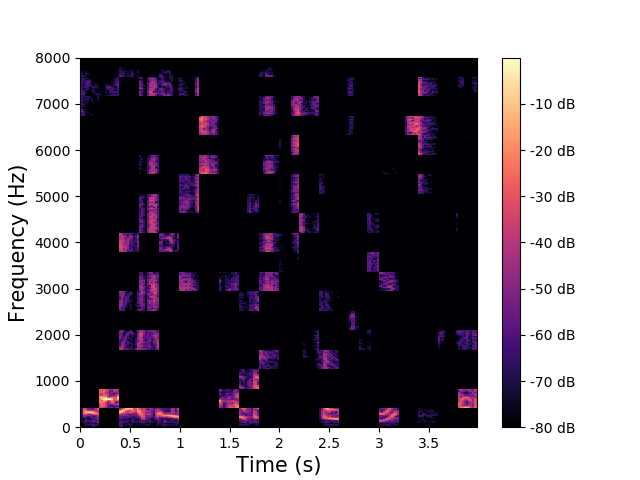 8000
7000
6000
5000
4000
3000
2000
1000
0
Frequency (Hz)
0 0.5 1 1.5 2 2.5 3 3.5
Time (s)
-10 dB
-20 dB
-30 dB
-40 dB
-50 dB
-60 dB
-70 dB
-80 dB